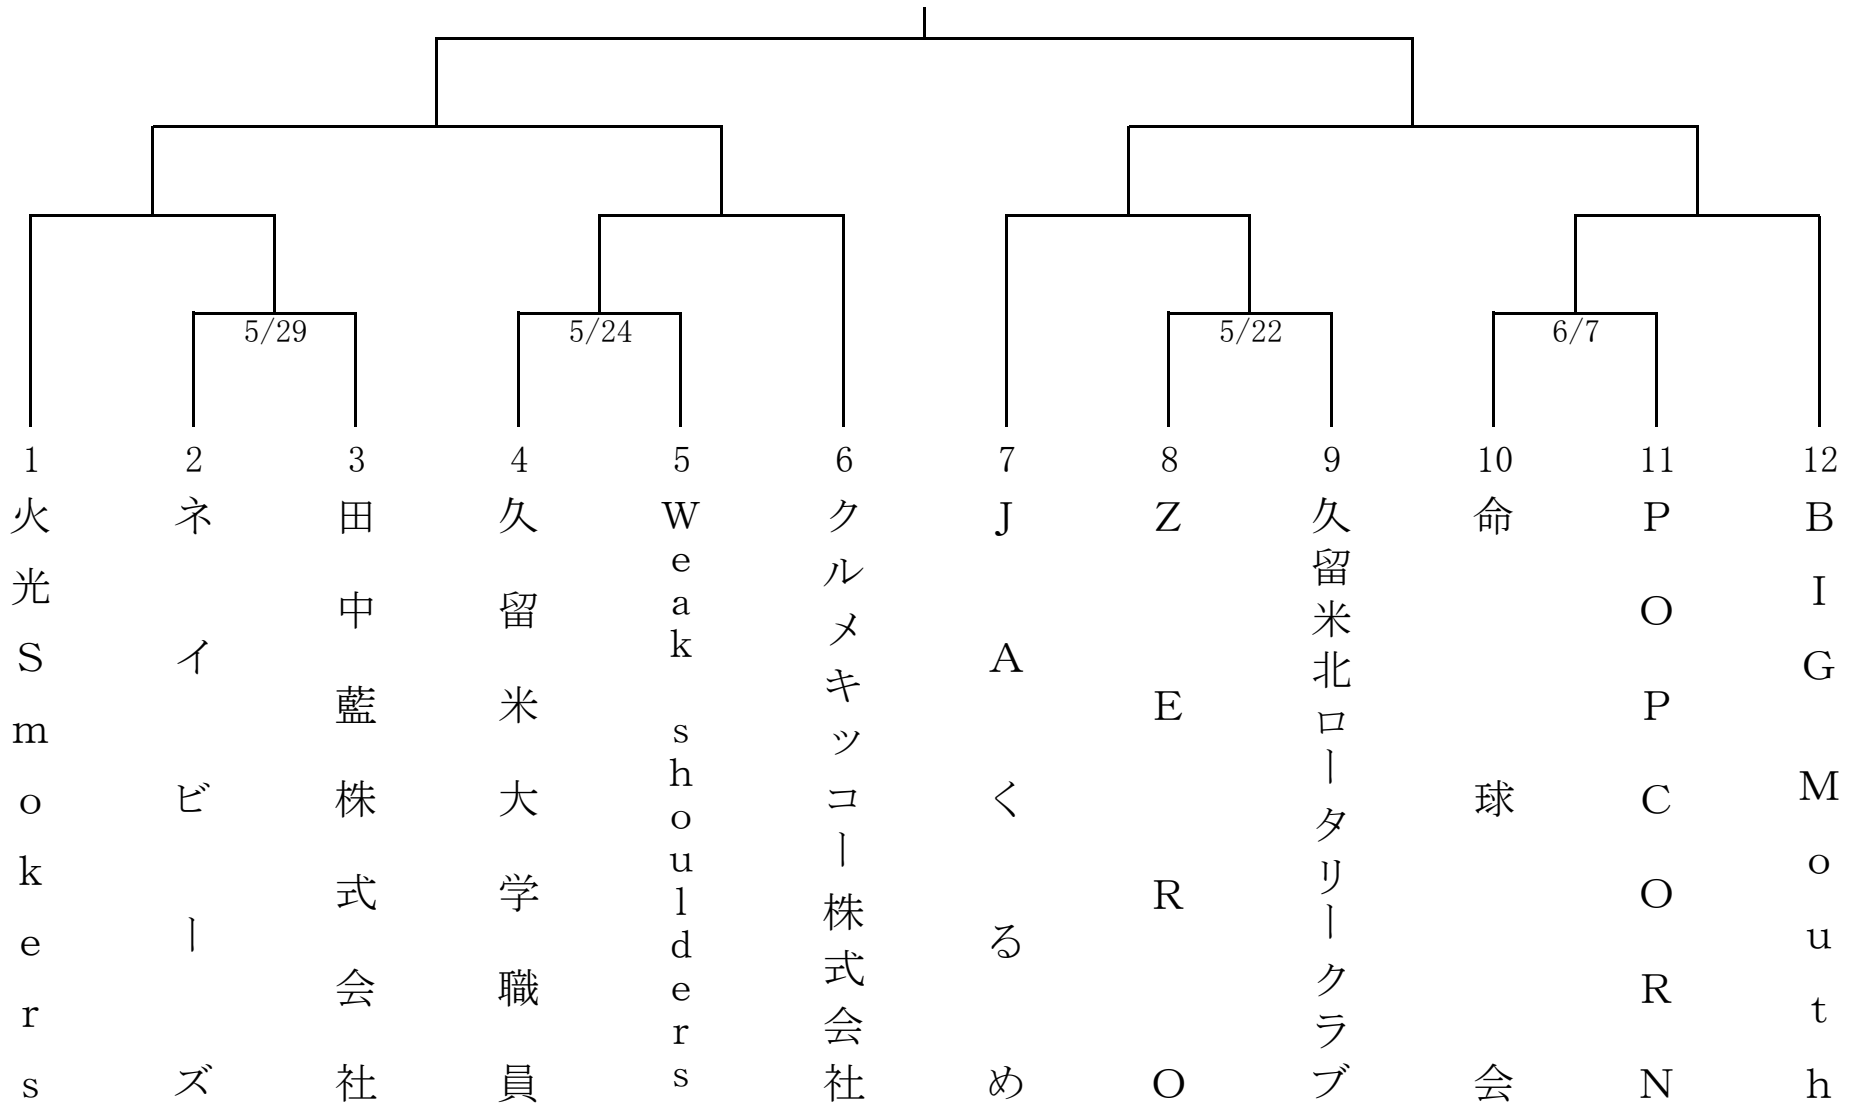 5/29
5/24
5/22
6/7
1
2
3
4
5
6
7
8
9
10
11
12
火光Smokers
ネイビーズ
田中藍株式会社
久留米大学職員
Weak shoulders
クルメキッコー株式会社
JAくるめ
ZERO
久留米北ロータリークラブ
命球会
POPCORN
BIG Mouth